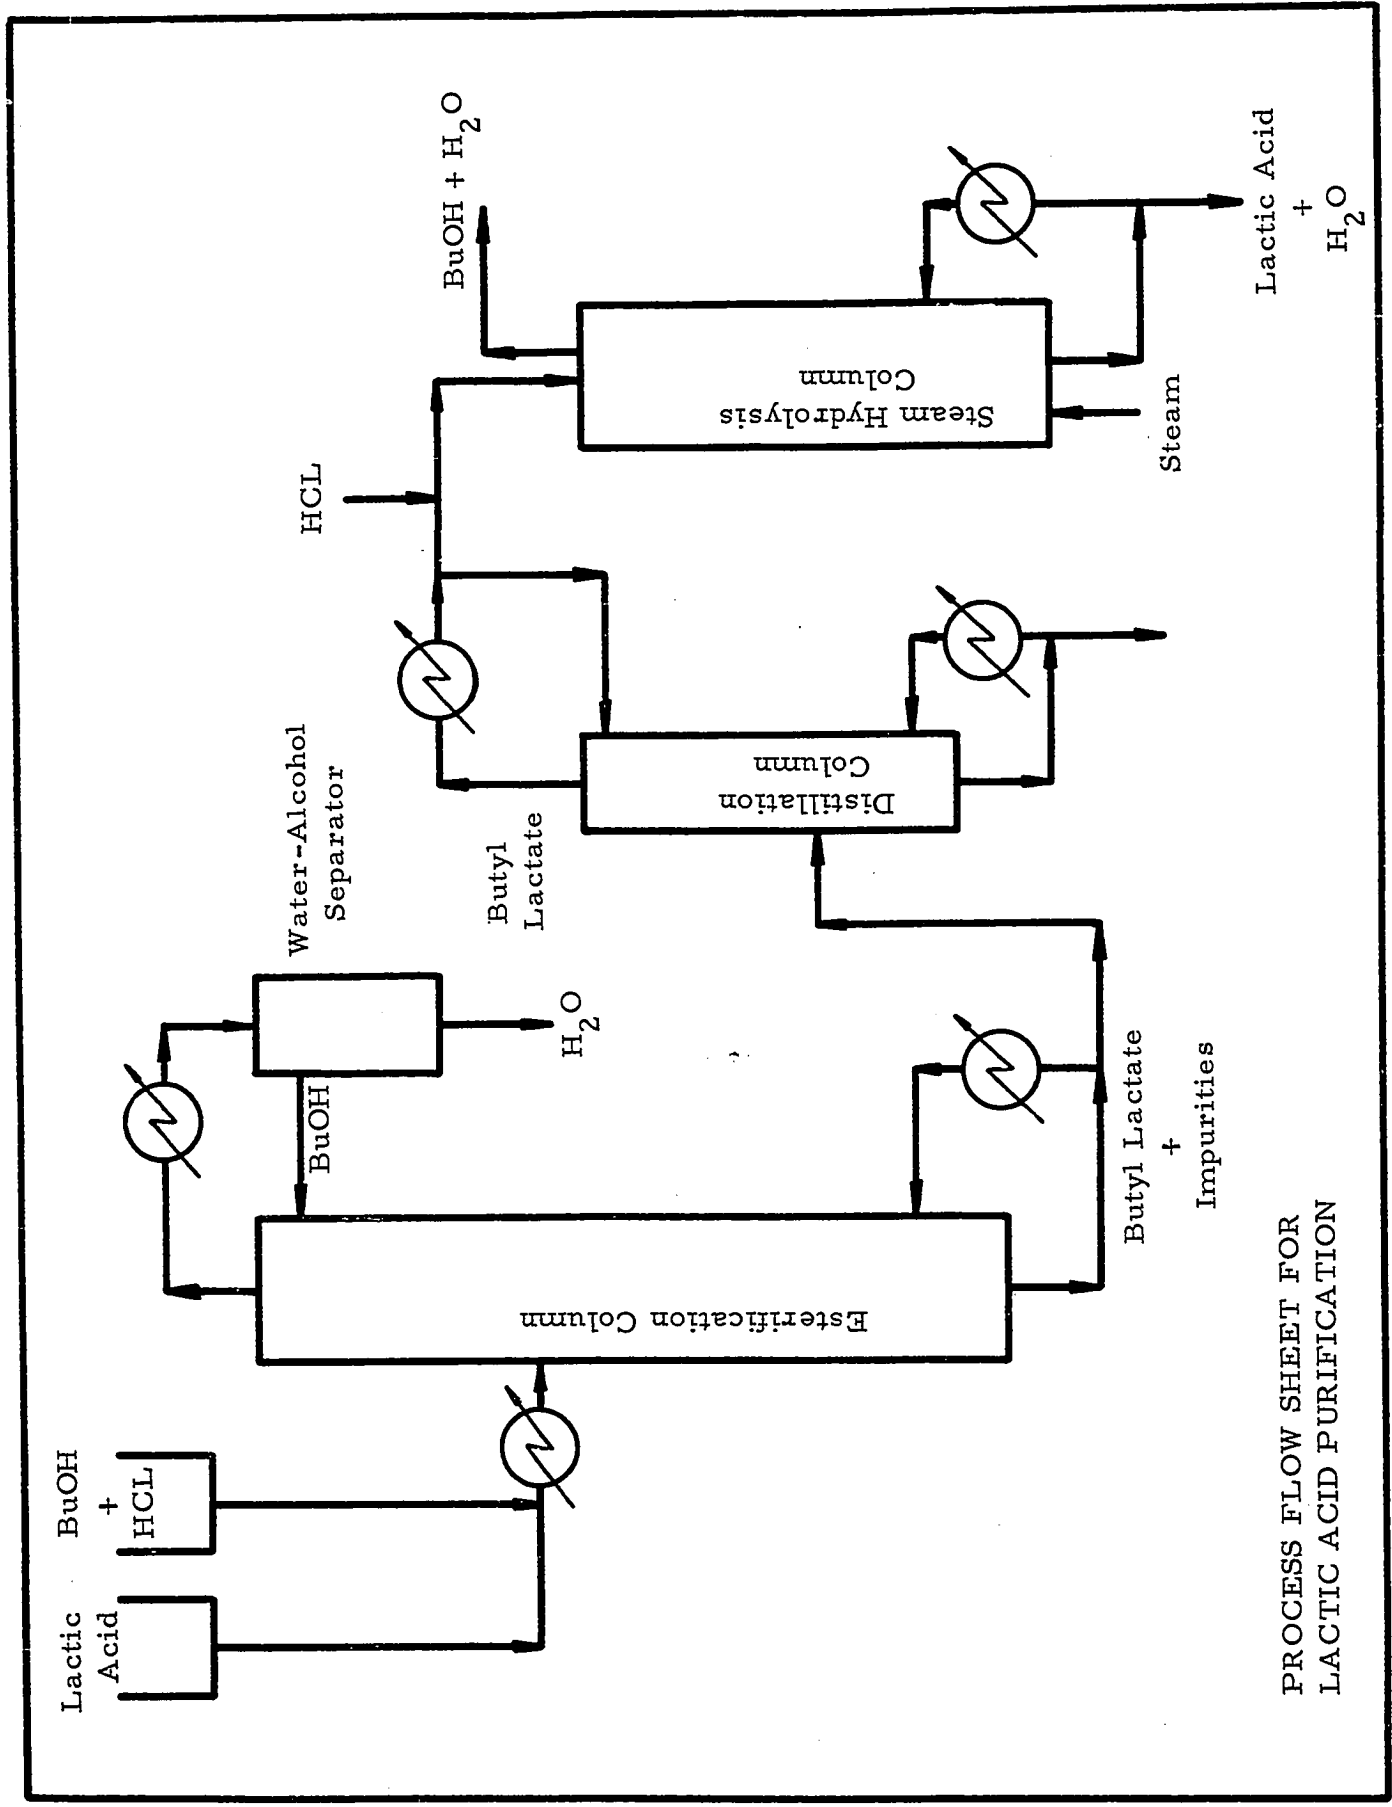 Lactic
Acid
BuOH
+
HCL
Esterification Column
BuOH
Water-Alcohol
Separator
H2O
Butyl Lactate
+
Impurities
Butyl
Lactate
Distillation
Column
HCL
Steam Hydrolysis
Column
BuOH + H2O
Steam
Lactic Acid
+
H2O
PROCESS FLOW SHEET FOR
LACTIC ACID PURIFICATION